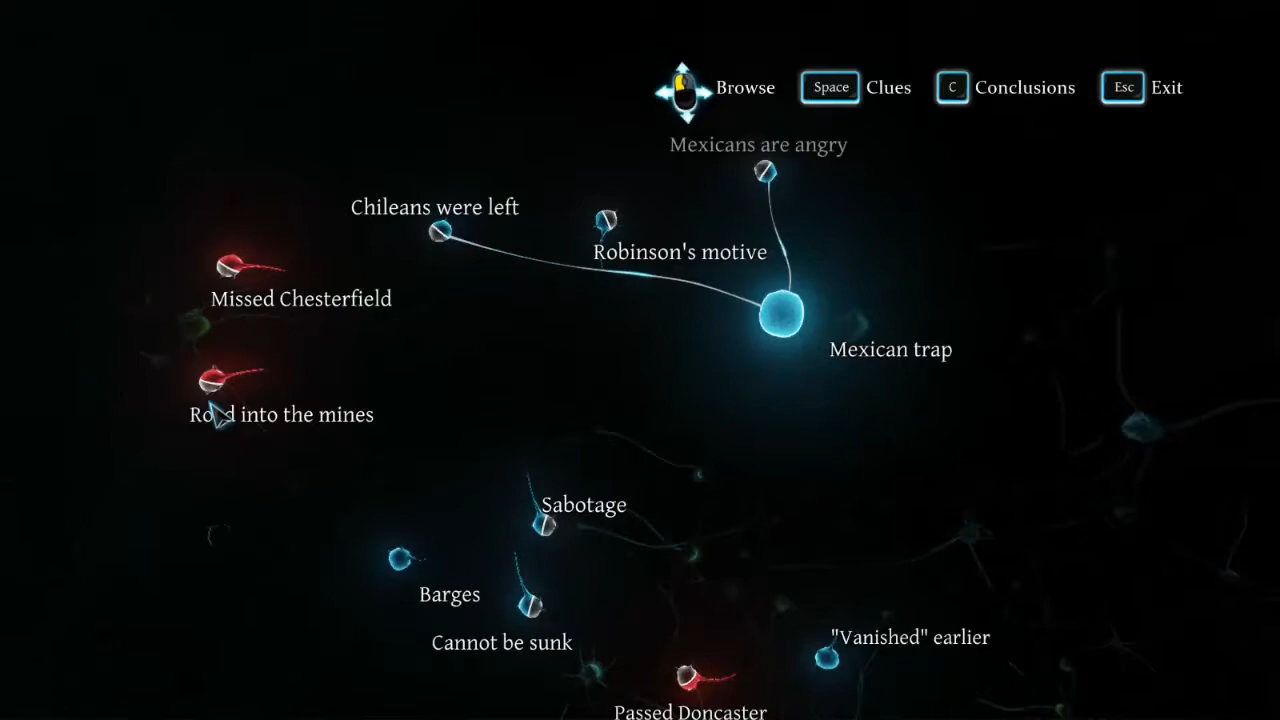 Browse
Space
Clues
C
Conclusions
Esc
Exit
Mexicans are angry
Chileans were left
Robinson's motive
Missed Chesterfield
Mexican trap
Road into the mines
Sabotage
Barges
Cannot be sunk
"Vanished" earlier
Passed Doncaster